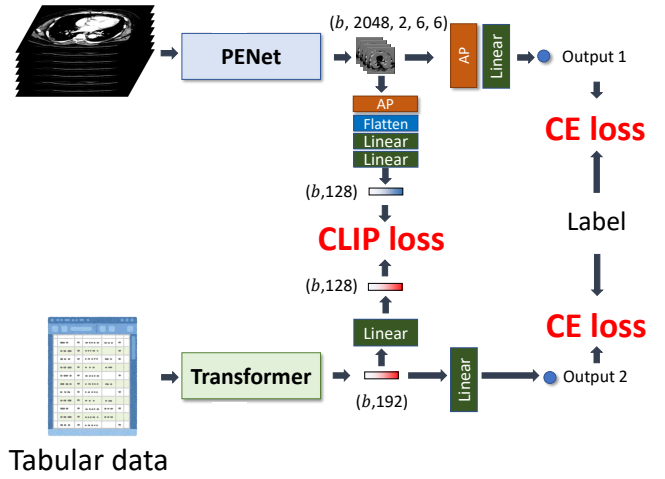 (b, 2048, 2, 6, 6)
PENet
AP
Linear
Output 1
AP
Flatten
Linear
Linear
CE loss
(b,128)
CLIP loss
Label
(b,128)
Linear
CE loss
Transformer
Linear
Output 2
(b,192)
Tabular data